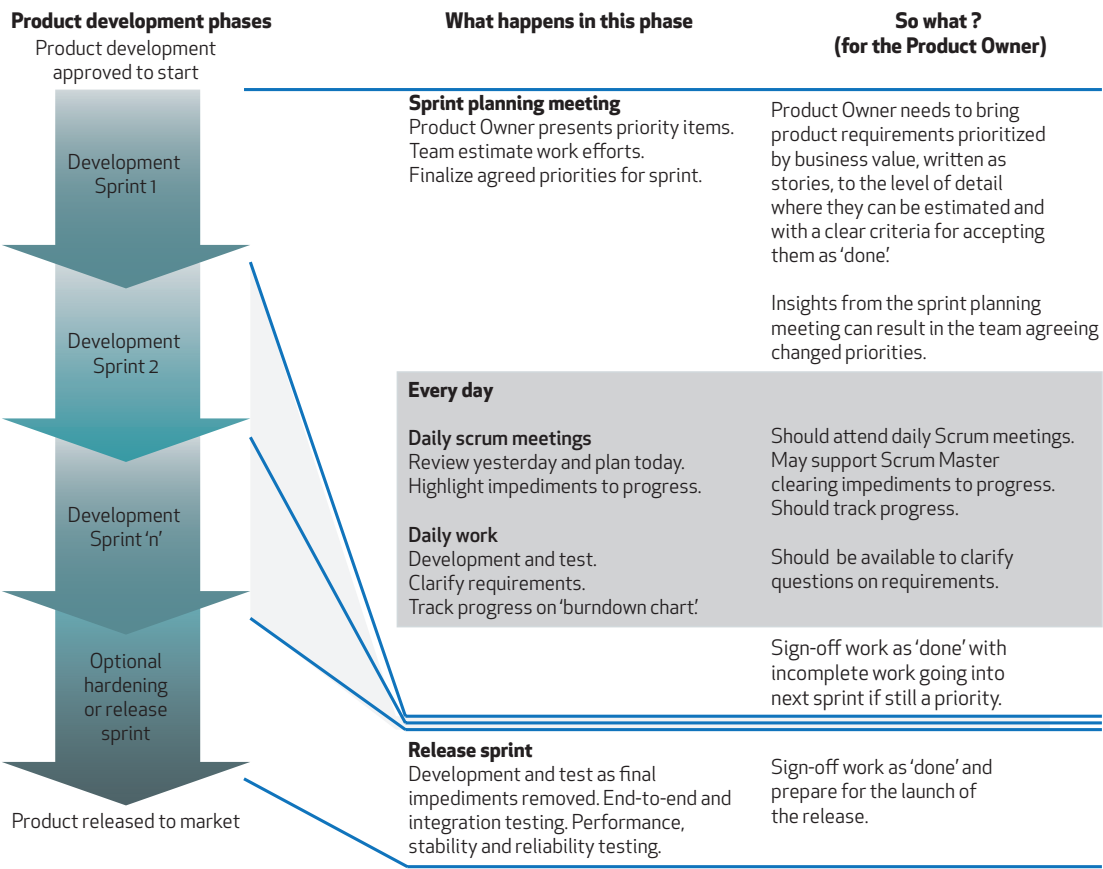 Product development phases
Product development
approved to start
Development
Sprint 1
Development
Sprint 2
Development
Sprint ‘n’
Optional
hardening
or release
sprint
Product released to market
What happens in this phase
Sprint planning meeting
Product Owner presents priority items.
Team estimate work efforts.
Finalize agreed priorities for sprint.
Every day
Daily scrum meetings
Review yesterday and plan today.
Highlight impediments to progress.
Daily work
Development and test.
Clarify requirements.
Track progress on ‘burndown chart.’
Release sprint
Development and test as final
impediments removed. End-to-end and
integration testing. Performance,
stability and reliability testing.
So what ?
(for the Product Owner)
Product Owner needs to bring
product requirements prioritized
by business value, written as
stories, to the level of detail
where they can be estimated and
with a clear criteria for accepting
them as ‘done.’
Insights from the sprint planning
meeting can result in the team agreeing
changed priorities.
Should attend daily Scrum meetings.
May support Scrum Master
clearing impediments to progress.
Should track progress.
Should be available to clarify
questions on requirements.
Sign-off work as ‘done’ with
incomplete work going into
next sprint if still a priority.
Sign-off work as ‘done’ and
prepare for the launch of
the release.